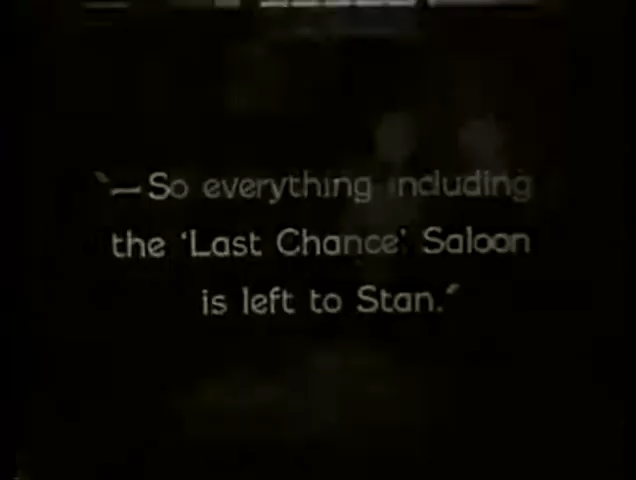 "—So everything including
the 'Last Chance' Saloon
is left to Stan."